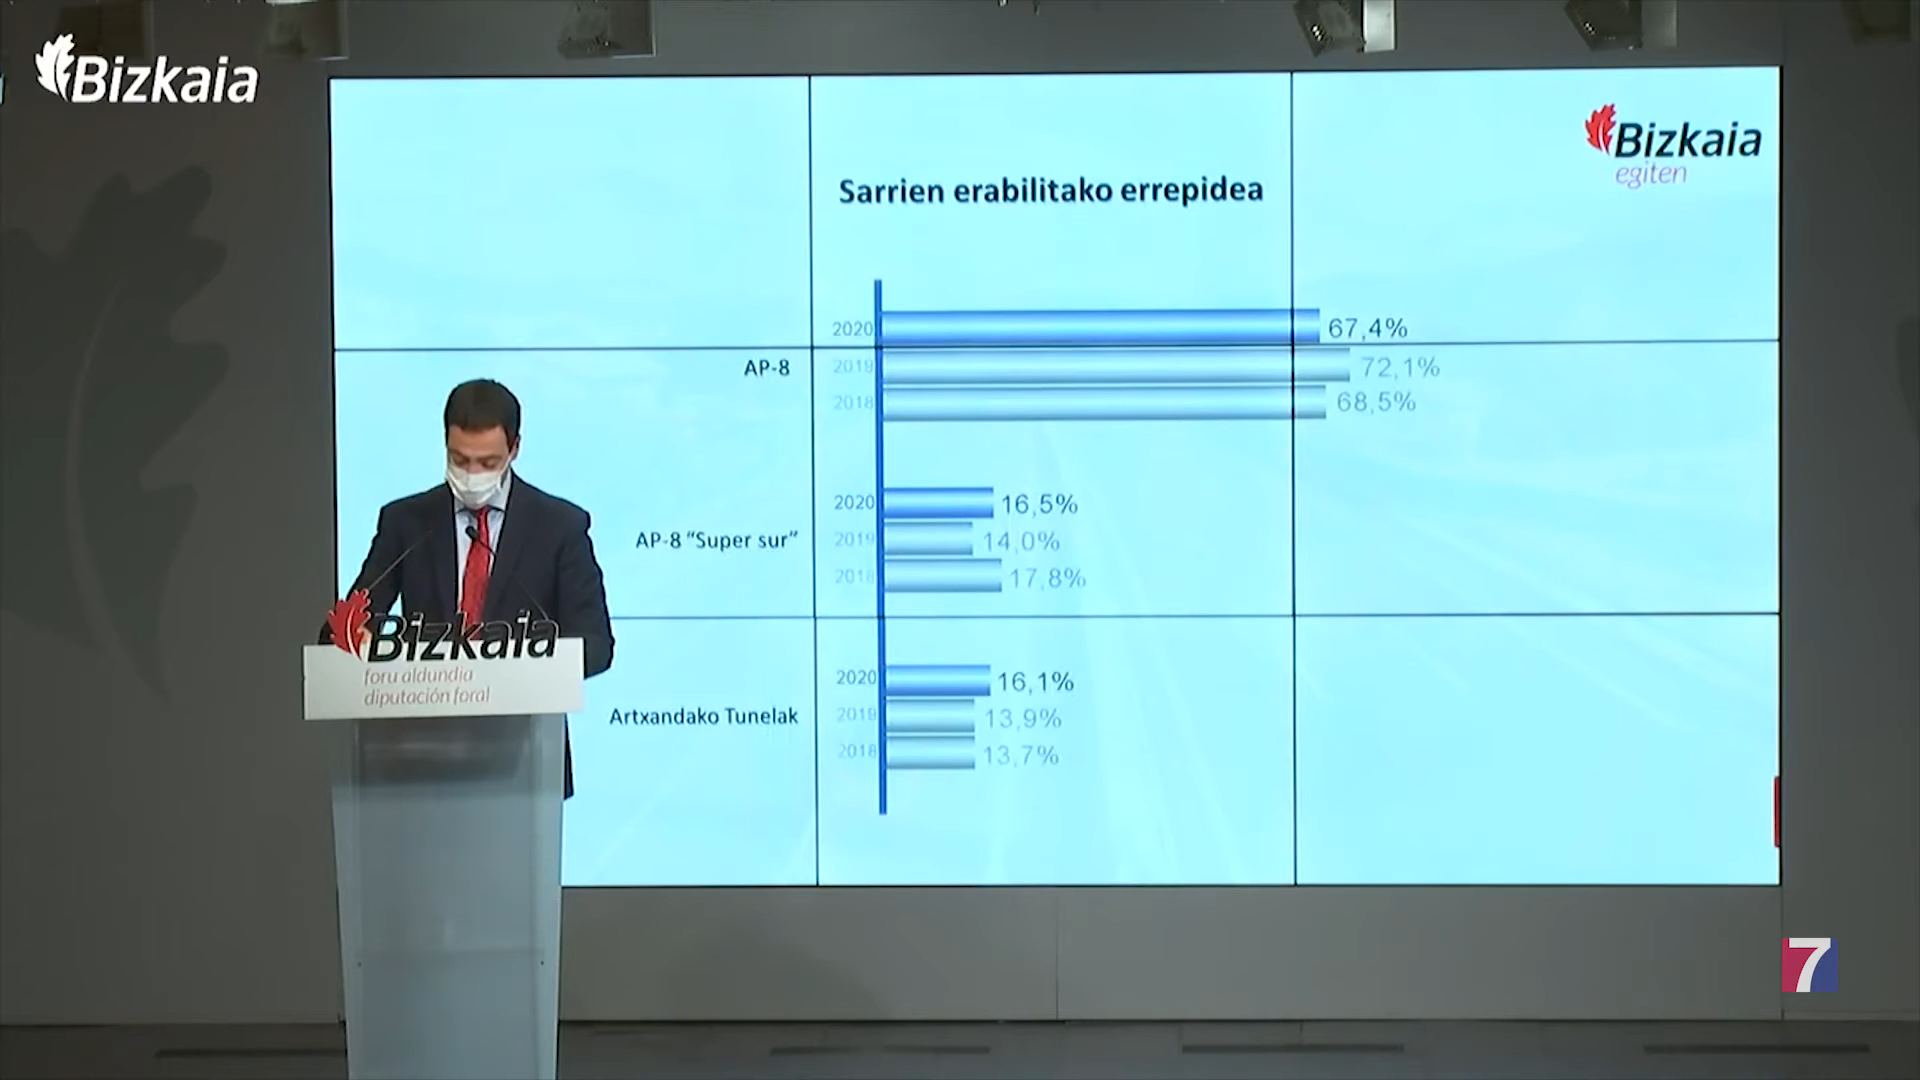 Bizkaia
Bizkaia
egiten
Sarrien erabilitako errepidea
AP-8
2020 67,4%
2019 72,1%
2018 68,5%
AP-8 “Super sur”
2020 16,5%
2019 14,0%
2018 17,8%
Artxandako Tunelak
2020 16,1%
2019 13,9%
2018 13,7%
Bizkaia
foru aldundia
diputación foral
7